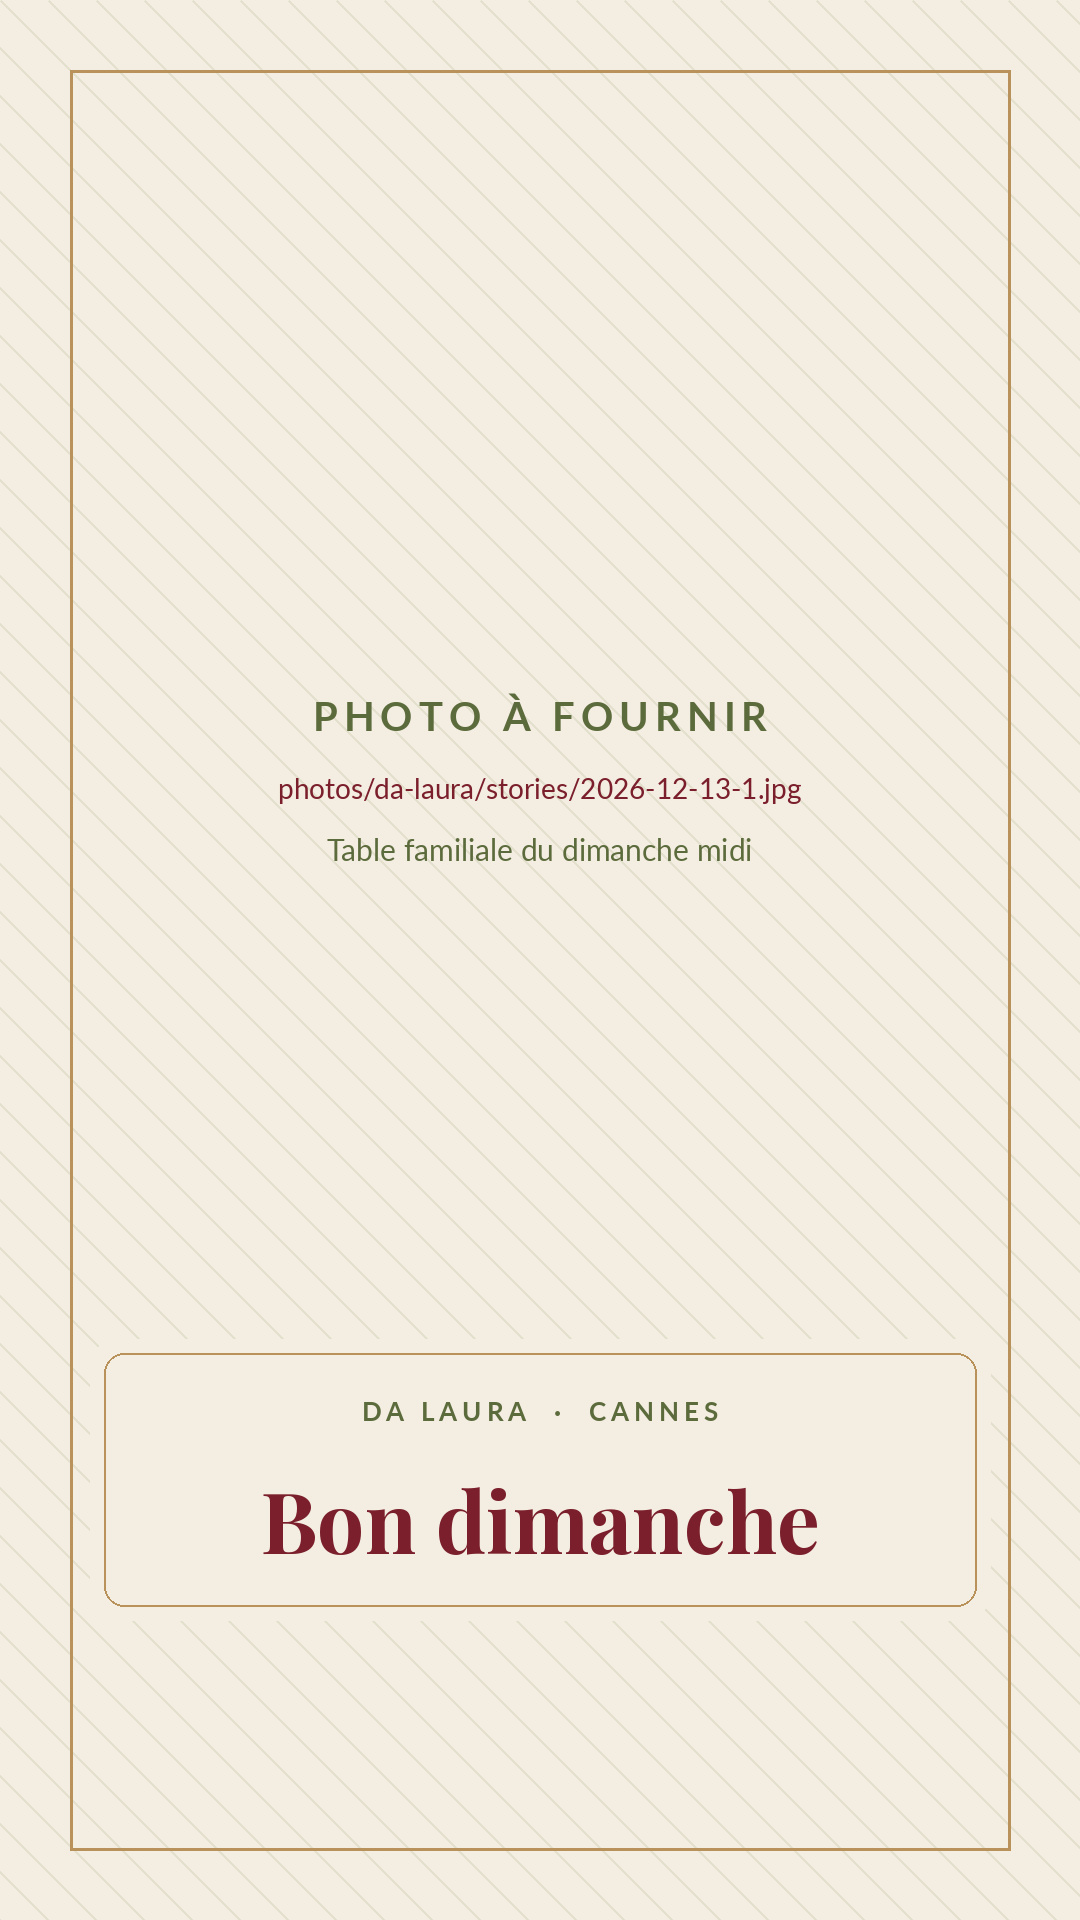 PHOTO À FOURNIR
photos/da-laura/stories/2026-12-13-1.jpg
Table familiale du dimanche midi
DA LAURA · CANNES
Bon dimanche